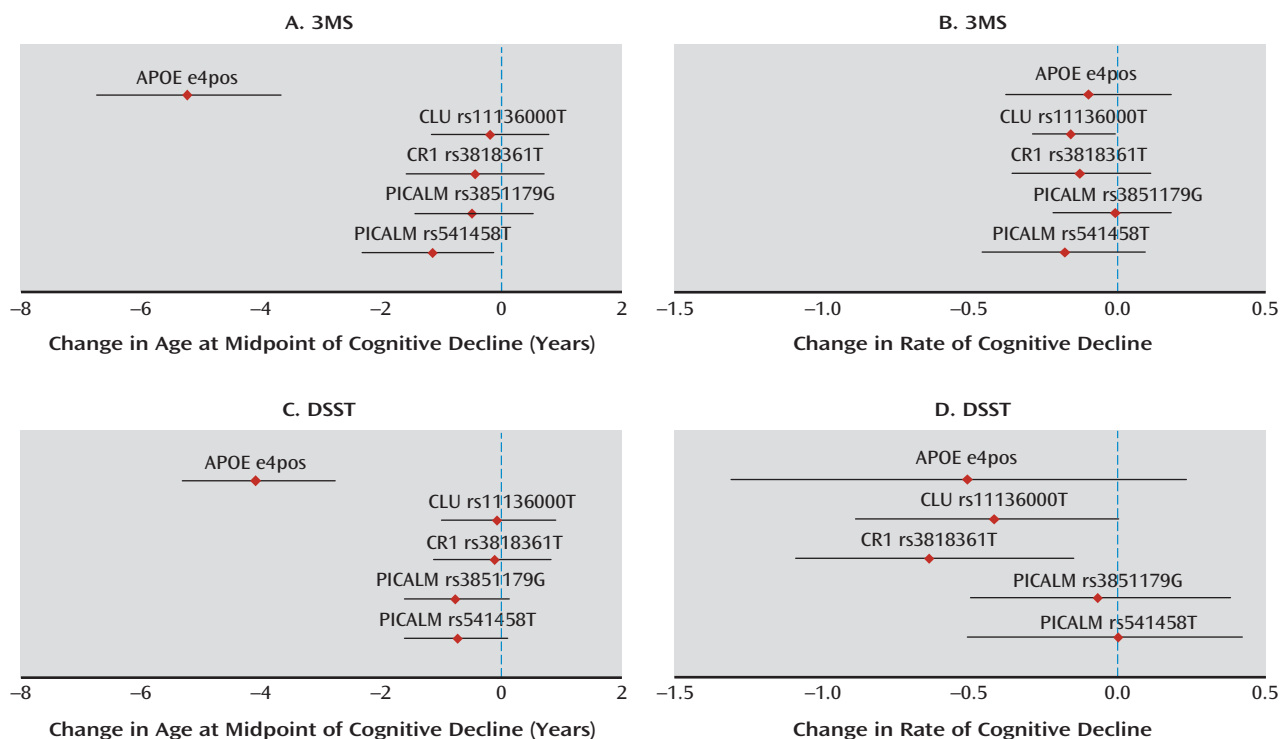 A. 3MS
APOE e4pos
CLU rs11136000T
CR1 rs3818361T
PICALM rs3851179G
PICALM rs541458T
−8 −6 −4 −2 0 2
Change in Age at Midpoint of Cognitive Decline (Years)
B. 3MS
APOE e4pos
CLU rs11136000T
CR1 rs3818361T
PICALM rs3851179G
PICALM rs541458T
−1.5 −1.0 −0.5 0.0 0.5
Change in Rate of Cognitive Decline
C. DSST
APOE e4pos
CLU rs11136000T
CR1 rs3818361T
PICALM rs3851179G
PICALM rs541458T
−8 −6 −4 −2 0 2
Change in Age at Midpoint of Cognitive Decline (Years)
D. DSST
APOE e4pos
CLU rs11136000T
CR1 rs3818361T
PICALM rs3851179G
PICALM rs541458T
−1.5 −1.0 −0.5 0.0 0.5
Change in Rate of Cognitive Decline